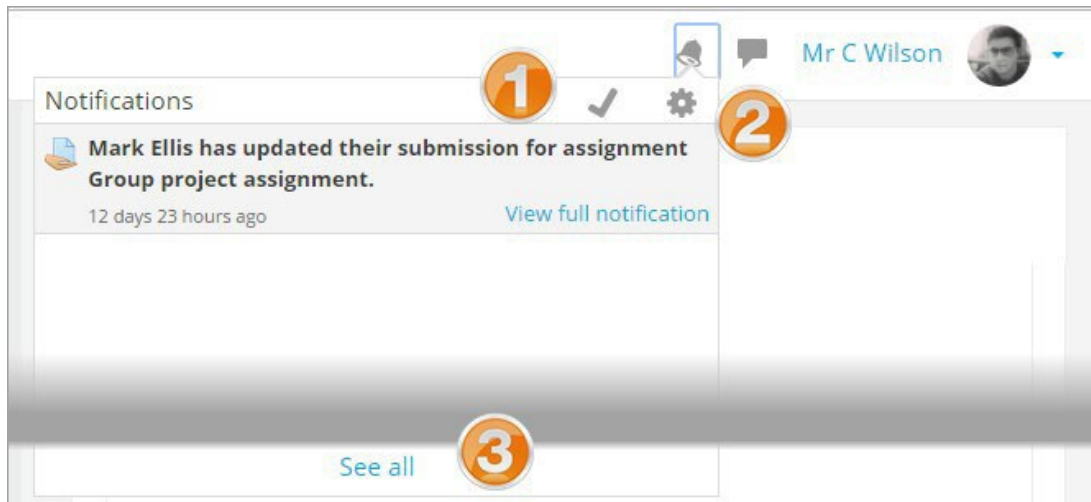 Mr C Wilson
1
Notifications
2
Mark Ellis has updated their submission for assignment
Group project assignment.
12 days 23 hours ago
View full notification
3
See all